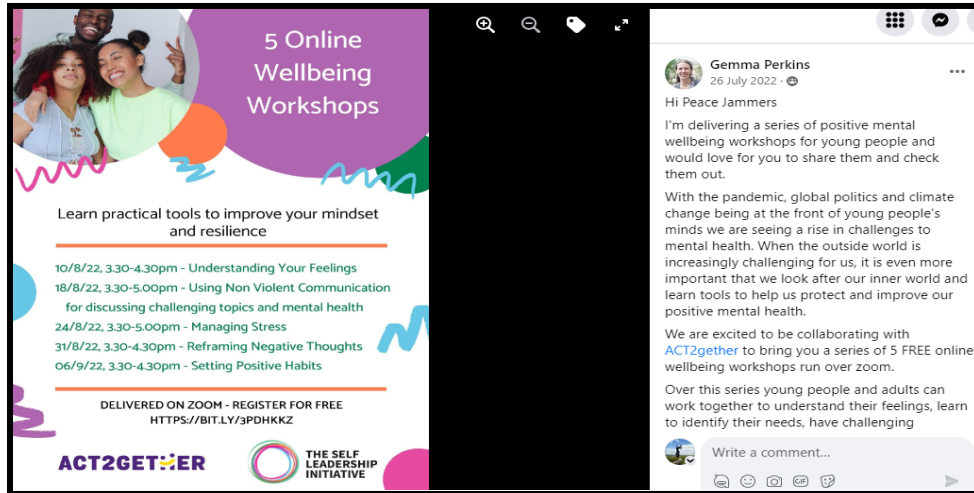 5 Online
Wellbeing
Workshops
Learn practical tools to improve your mindset
and resilience
10/8/22, 3.30-4.30pm - Understanding Your Feelings
18/8/22, 3.30-5.00pm - Using Non Violent Communication
for discussing challenging topics and mental health
24/8/22, 3.30-5.00pm - Managing Stress
31/8/22, 3.30-4.30pm - Reframing Negative Thoughts
06/9/22, 3.30-4.30pm - Setting Positive Habits
DELIVERED ON ZOOM - REGISTER FOR FREE
HTTPS://BIT.LY/3PDHKKZ
ACT2GETHER
THE SELF
LEADERSHIP
INITIATIVE
Gemma Perkins
26 July 2022 ·
Hi Peace Jammers
I'm delivering a series of positive mental
wellbeing workshops for young people and
would love for you to share them and check
them out.
With the pandemic, global politics and climate
change being at the front of young people's
minds we are seeing a rise in challenges to
mental health. When the outside world is
increasingly challenging for us, it is even more
important that we look after our inner world and
learn tools to help us protect and improve our
positive mental health.
We are excited to be collaborating with
ACT2gether to bring you a series of 5 FREE online
wellbeing workshops run over zoom.
Over this series young people and adults can
work together to understand their feelings, learn
to identify their needs, have challenging
Write a comment...
GIF